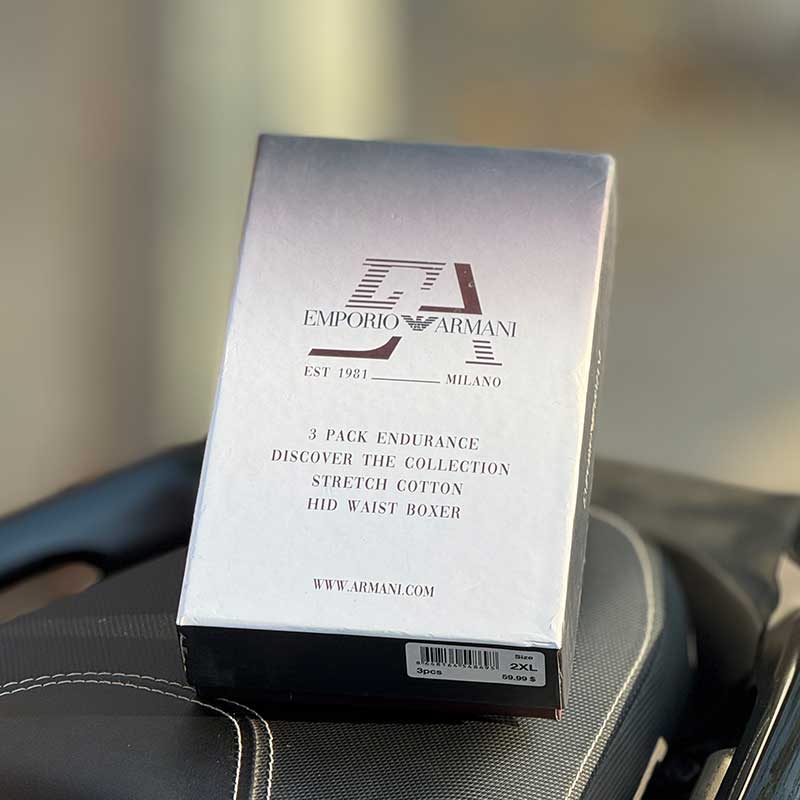 EA
EMPORIO ARMANI
EST 1981 MILANO
3 PACK ENDURANCE
DISCOVER THE COLLECTION
STRETCH COTTON
HID WAIST BOXER
WWW.ARMANI.COM
Size
2XL
3pcs
59.99 $